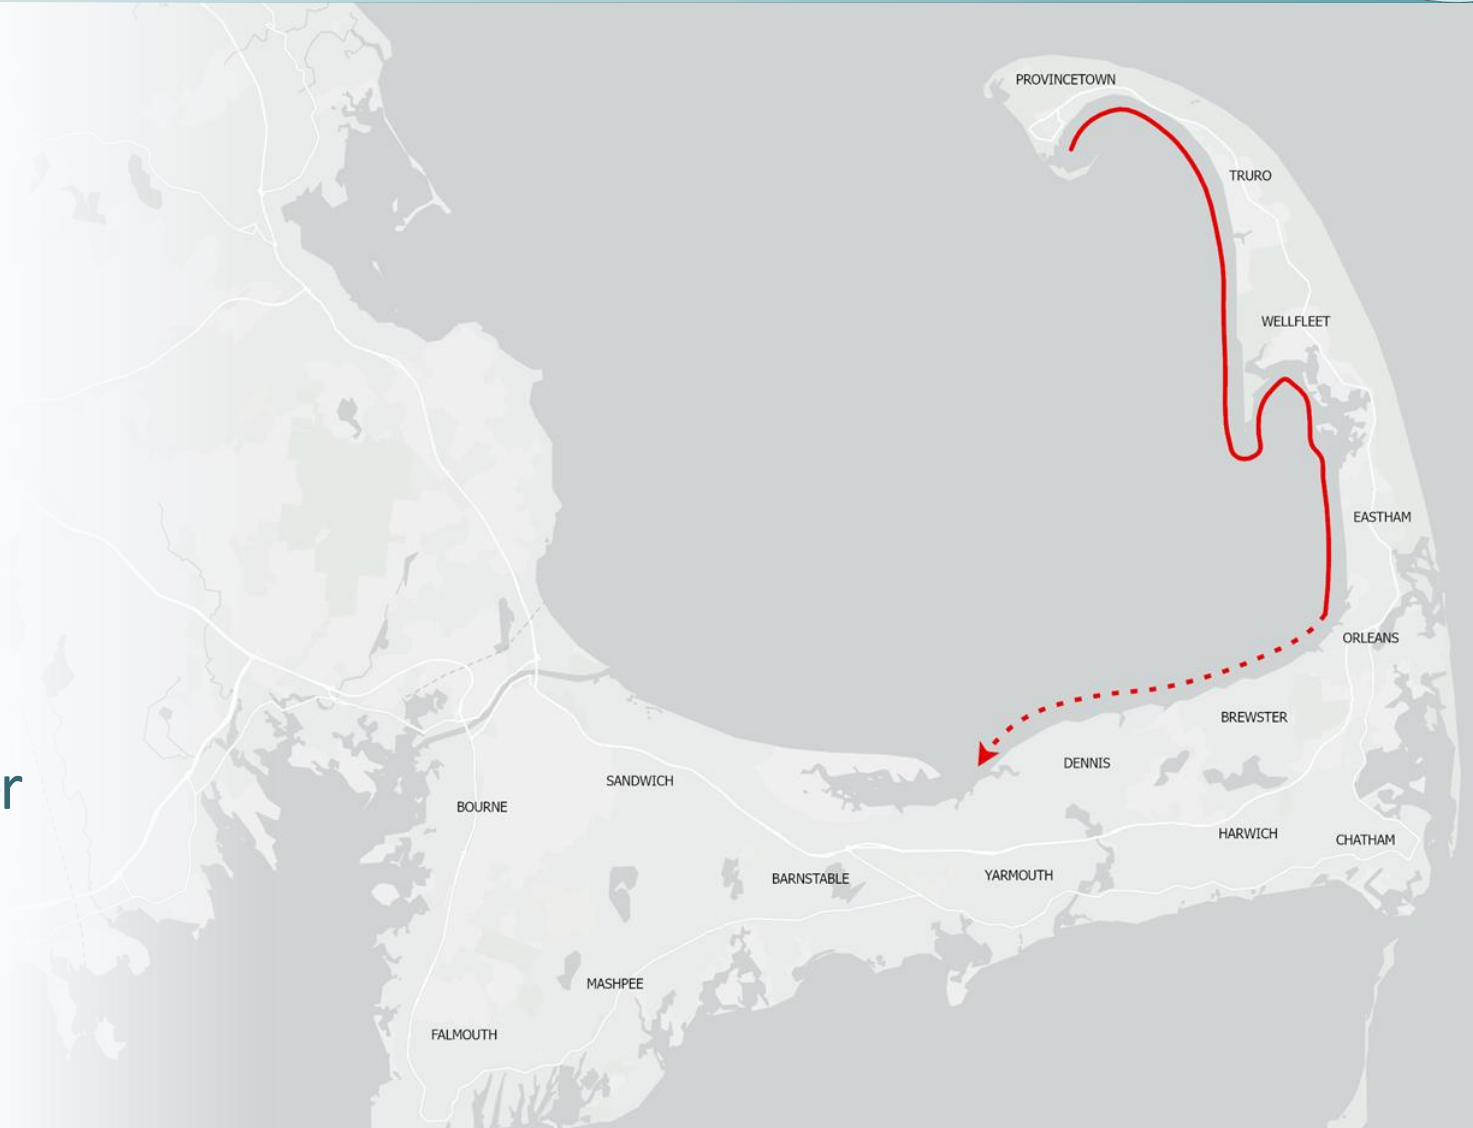 PROVINCETOWN
TRURO
WELLFLEET
EASTHAM
ORLEANS
BREWSTER
DENNIS
SANDWICH
r
BOURNE
HARWICH
CHATHAM
YARMOUTH
BARNSTABLE
MASHPEE
FALMOUTH